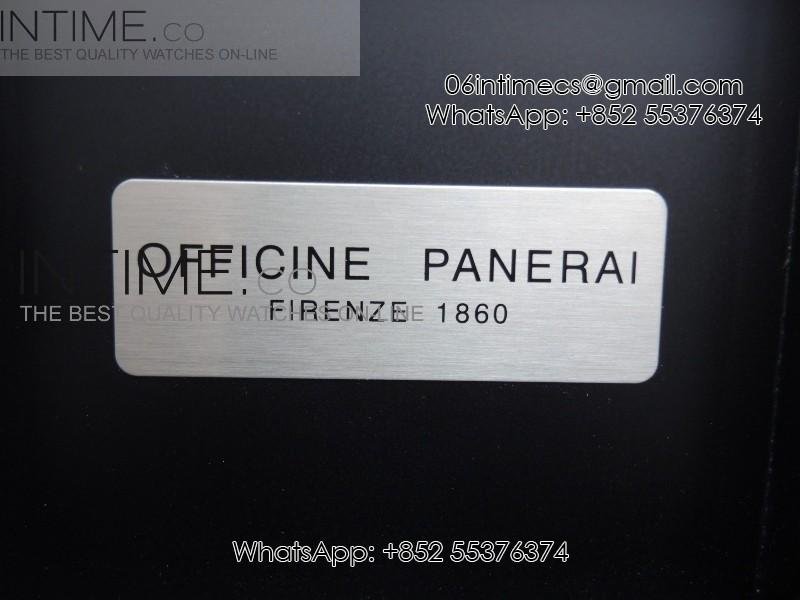 INTIME.CO
THE BEST QUALITY WATCHES ON-LINE
06intimecs@gmail.com
WhatsApp: +852 55376374
OFFICINE PANERAI
FIRENZE 1860
INTIME.CO
THE BEST QUALITY WATCHES ON-LINE
WhatsApp: +852 55376374